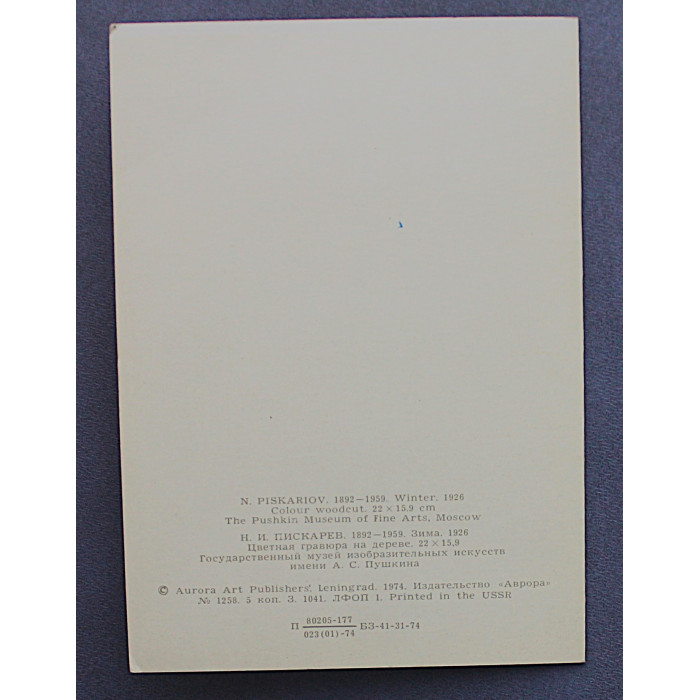 N. PISKARIOV. 1892—1959. Winter. 1926
Colour woodcut. 22×15.9 cm
The Pushkin Museum of Fine Arts, Moscow
Н. И. ПИСКАРЕВ. 1892—1959. Зима. 1926
Цветная гравюра на дереве. 22×15,9
Государственный музей изобразительных искусств
имени А. С. Пушкина
© Aurora Art Publishers', Leningrad. 1974. Издательство «Аврора»
№ 1258. 5 коп. З. 1041. ЛФОП 1. Printed in the USSR
П 80205-177 БЗ-41-31-74
023(01)-74